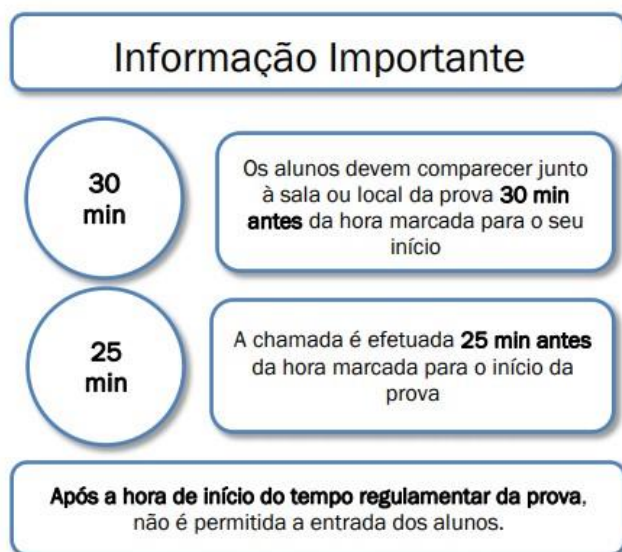 Informação Importante
30
min
Os alunos devem comparecer junto
à sala ou local da prova 30 min
antes da hora marcada para o seu
início
25
min
A chamada é efetuada 25 min antes
da hora marcada para o início da
prova
Após a hora de início do tempo regulamentar da prova,
não é permitida a entrada dos alunos.